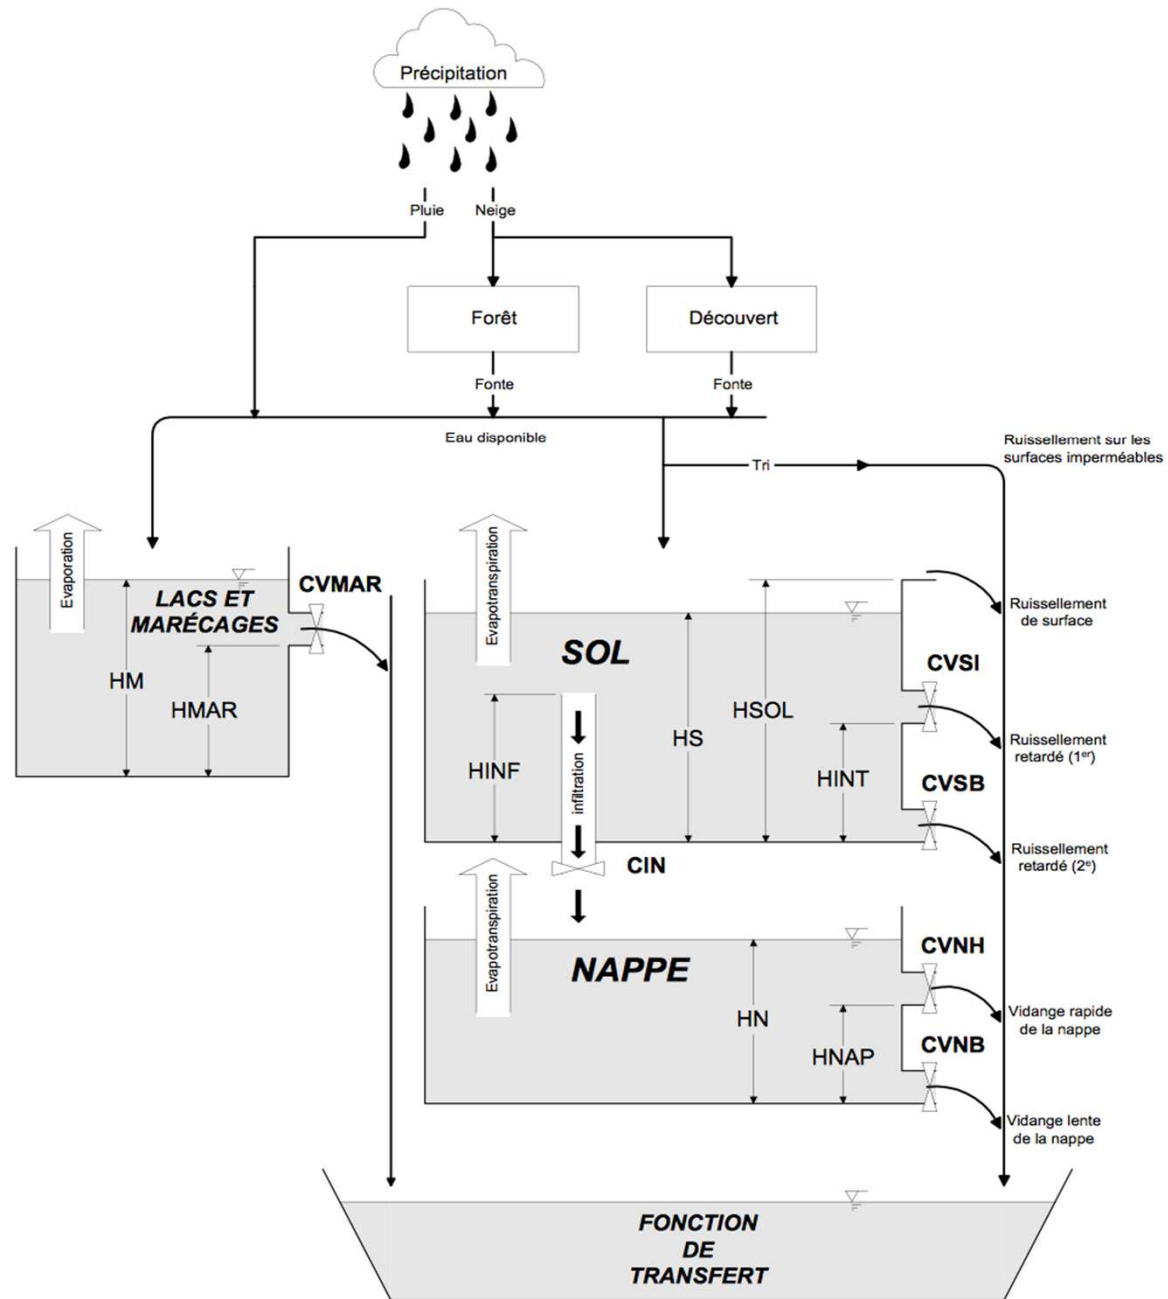 Précipitation
Pluie
Neige
Forêt
Découvert
Fonte
Fonte
Eau disponible
Ruissellement sur les
surfaces imperméables
Tri
Evaporation
LACS ET
MARÉCAGES
CVMAR
HM
HMAR
Evapotranspiration
SOL
HINF
infiltration
HS
HSOL
HINT
Ruissellement
de surface
CVSI
Ruissellement
retardé (1er)
CVSB
Ruissellement
retardé (2e)
CIN
Evapotranspiration
NAPPE
HN
HNAP
CVNH
Vidange rapide
de la nappe
CVNB
Vidange lente
de la nappe
FONCTION
DE
TRANSFERT